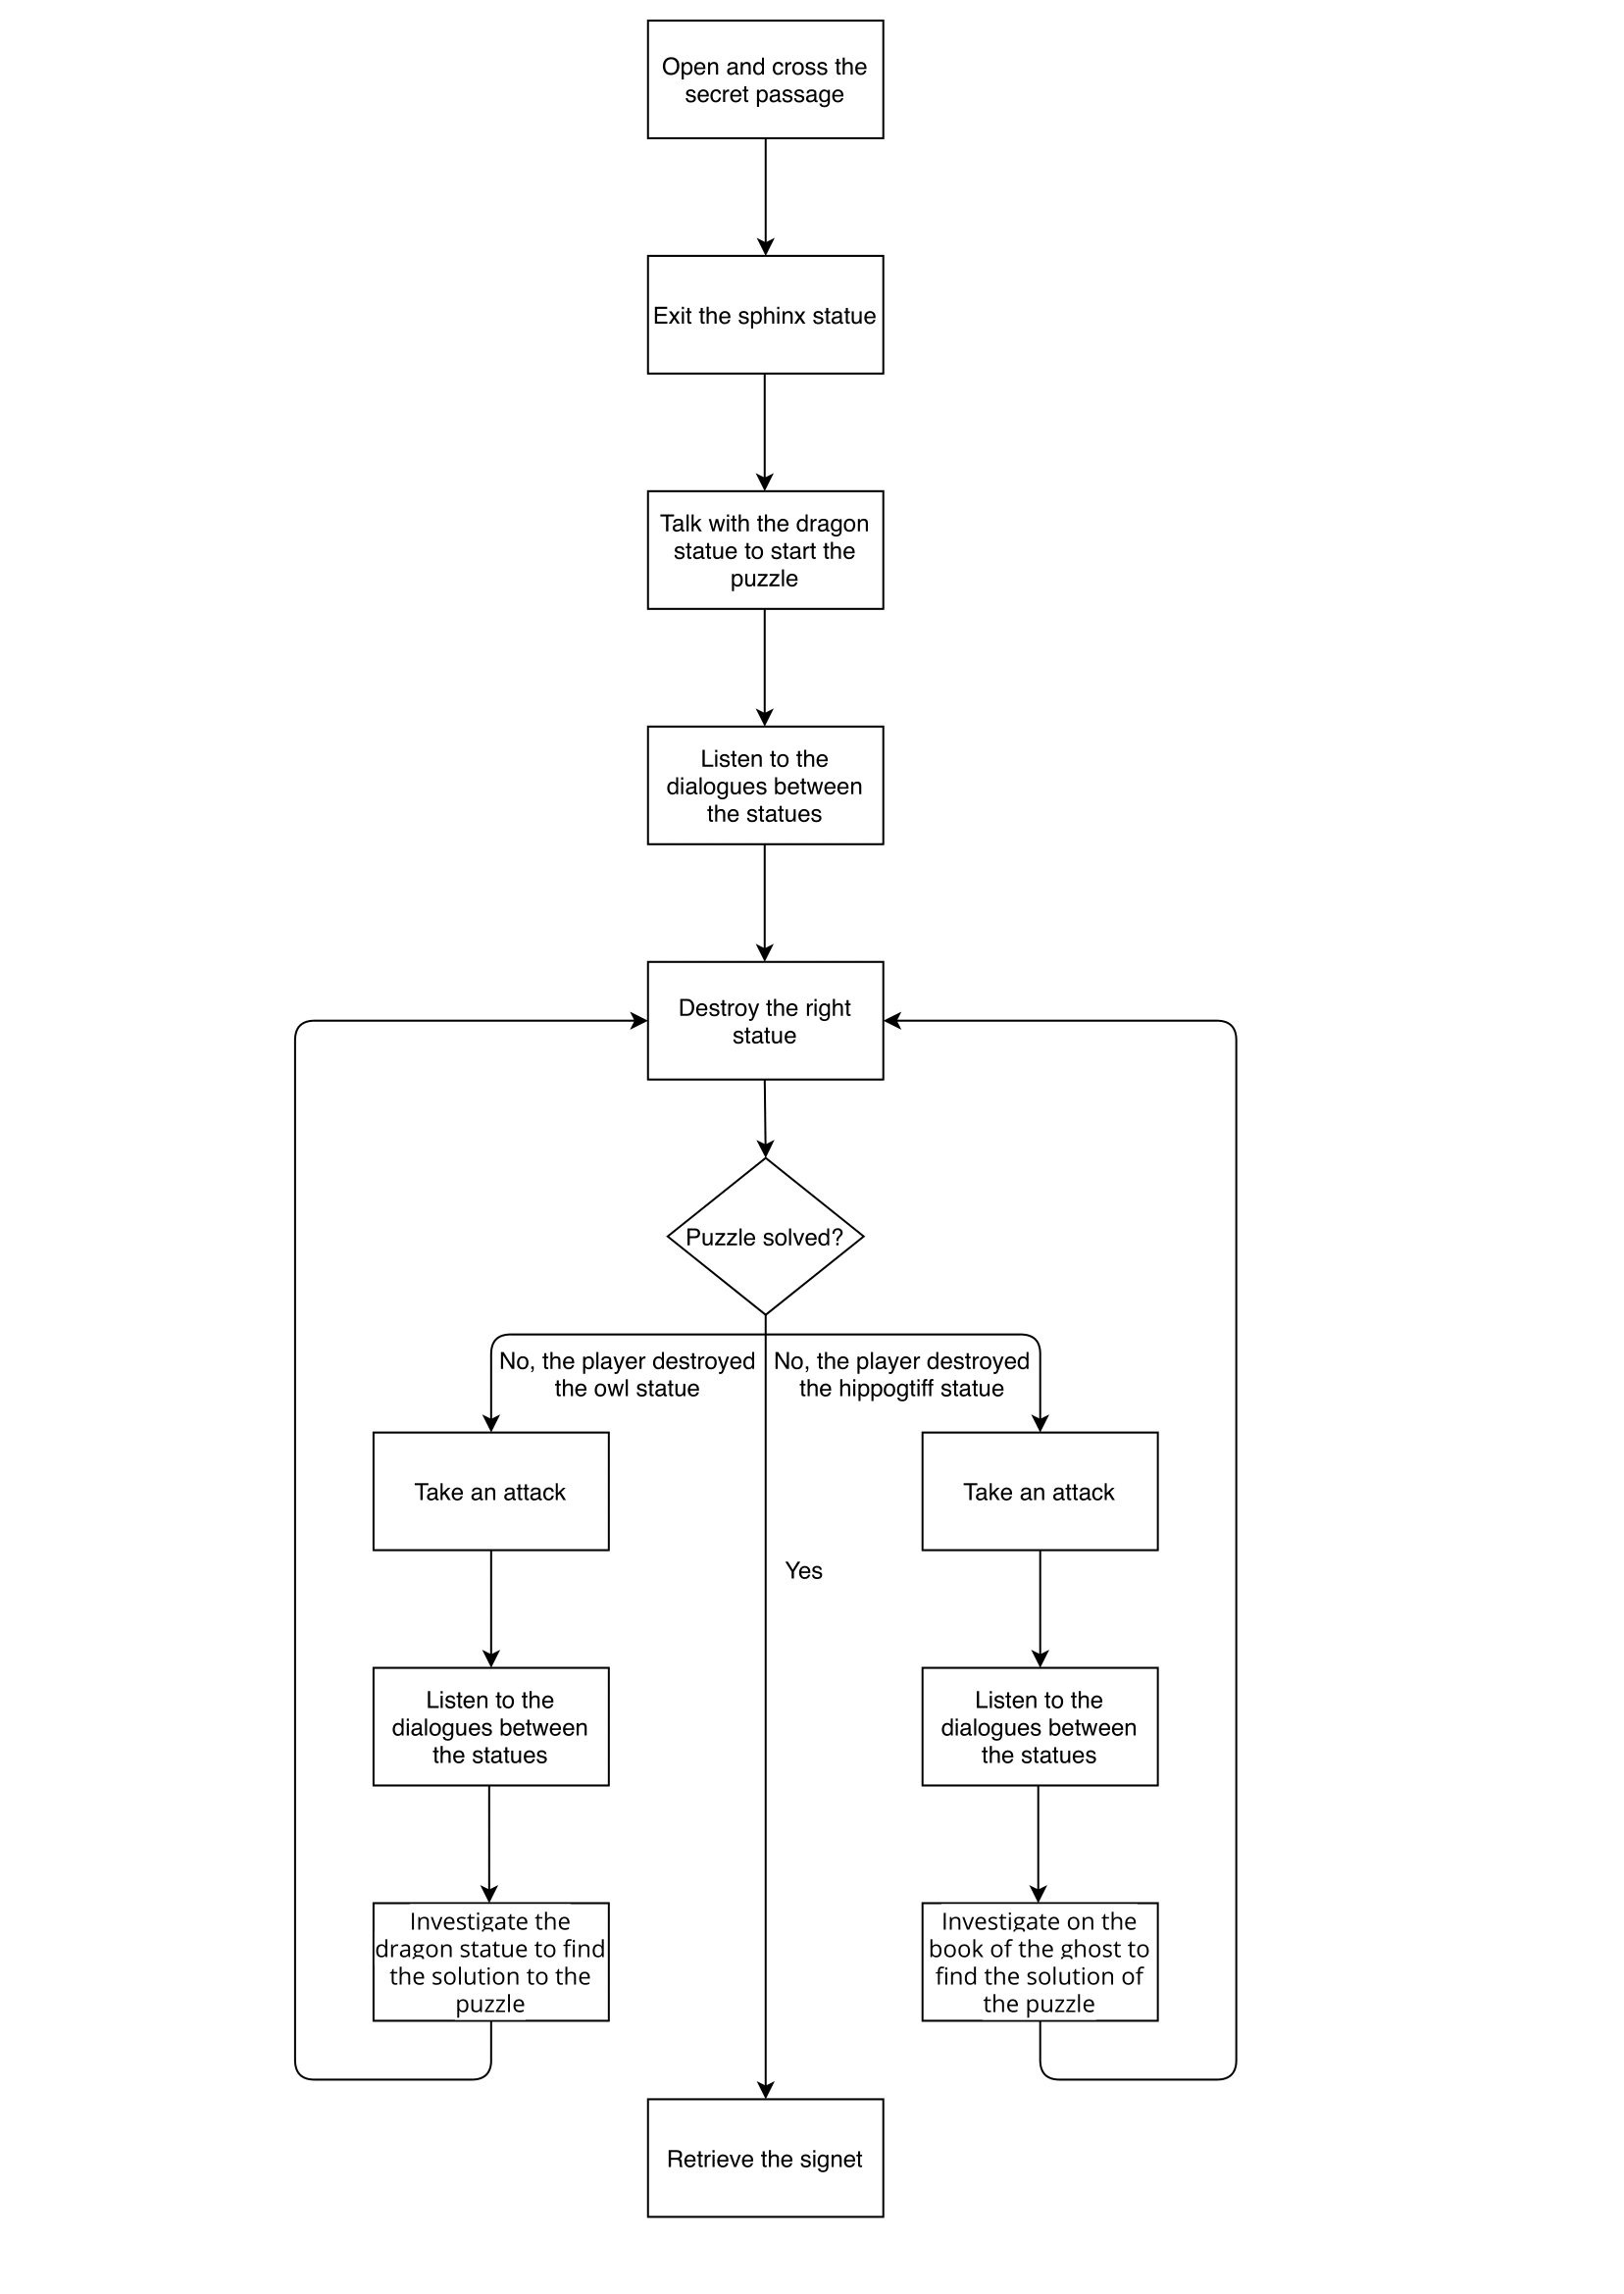 Open and cross the
secret passage
Exit the sphinx statue
Talk with the dragon
statue to start the
puzzle
Listen to the
dialogues between
the statues
Destroy the right
statue
Puzzle solved?
No, the player destroyed
the owl statue
No, the player destroyed
the hippogtiff statue
Take an attack
Take an attack
Yes
Listen to the
dialogues between
the statues
Listen to the
dialogues between
the statues
Investigate the
dragon statue to find
the solution to the
puzzle
Investigate on the
book of the ghost to
find the solution of
the puzzle
Retrieve the signet